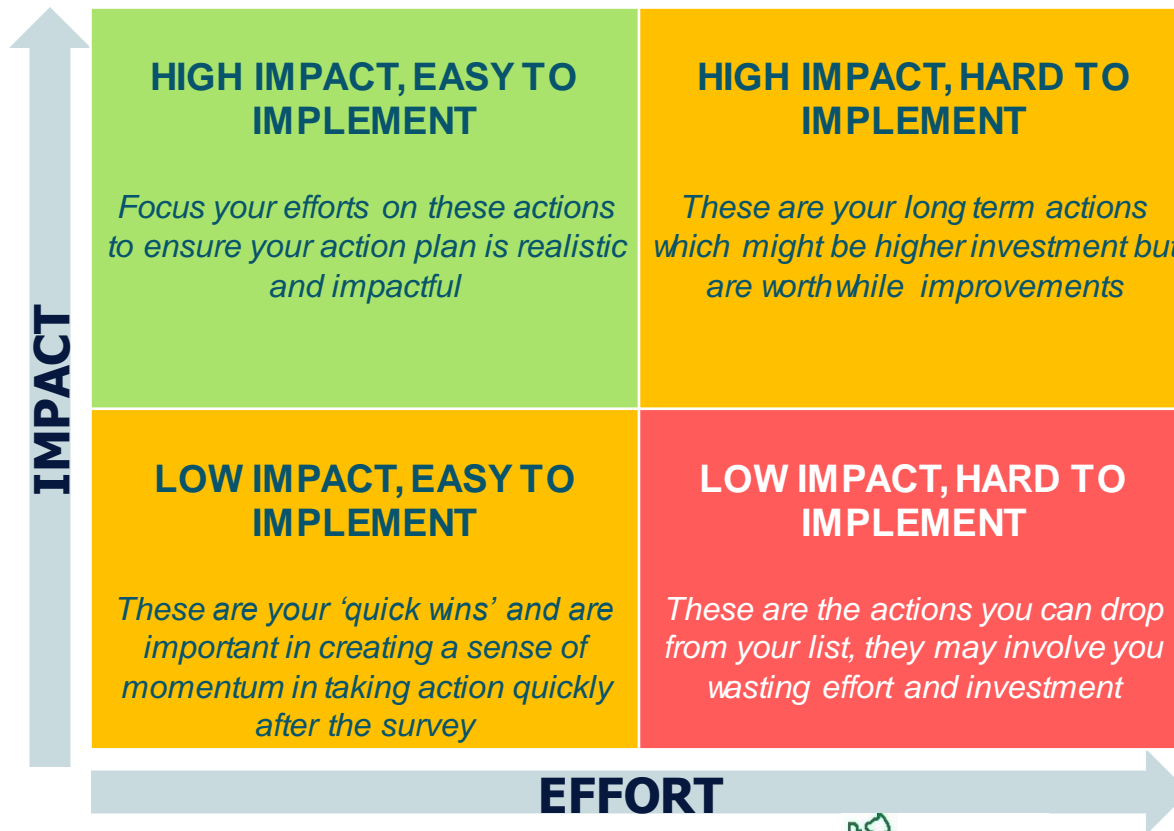 HIGH IMPACT, EASY TO
IMPLEMENT
Focus your efforts on these actions
to ensure your action plan is realistic
and impactful
HIGH IMPACT, HARD TO
IMPLEMENT
These are your long term actions
which might be higher investment but
are worthwhile improvements
IMPACT
LOW IMPACT, EASY TO
IMPLEMENT
These are your ‘quick wins’ and are
important in creating a sense of
momentum in taking action quickly
after the survey
LOW IMPACT, HARD TO
IMPLEMENT
These are the actions you can drop
from your list, they may involve you
wasting effort and investment
EFFORT